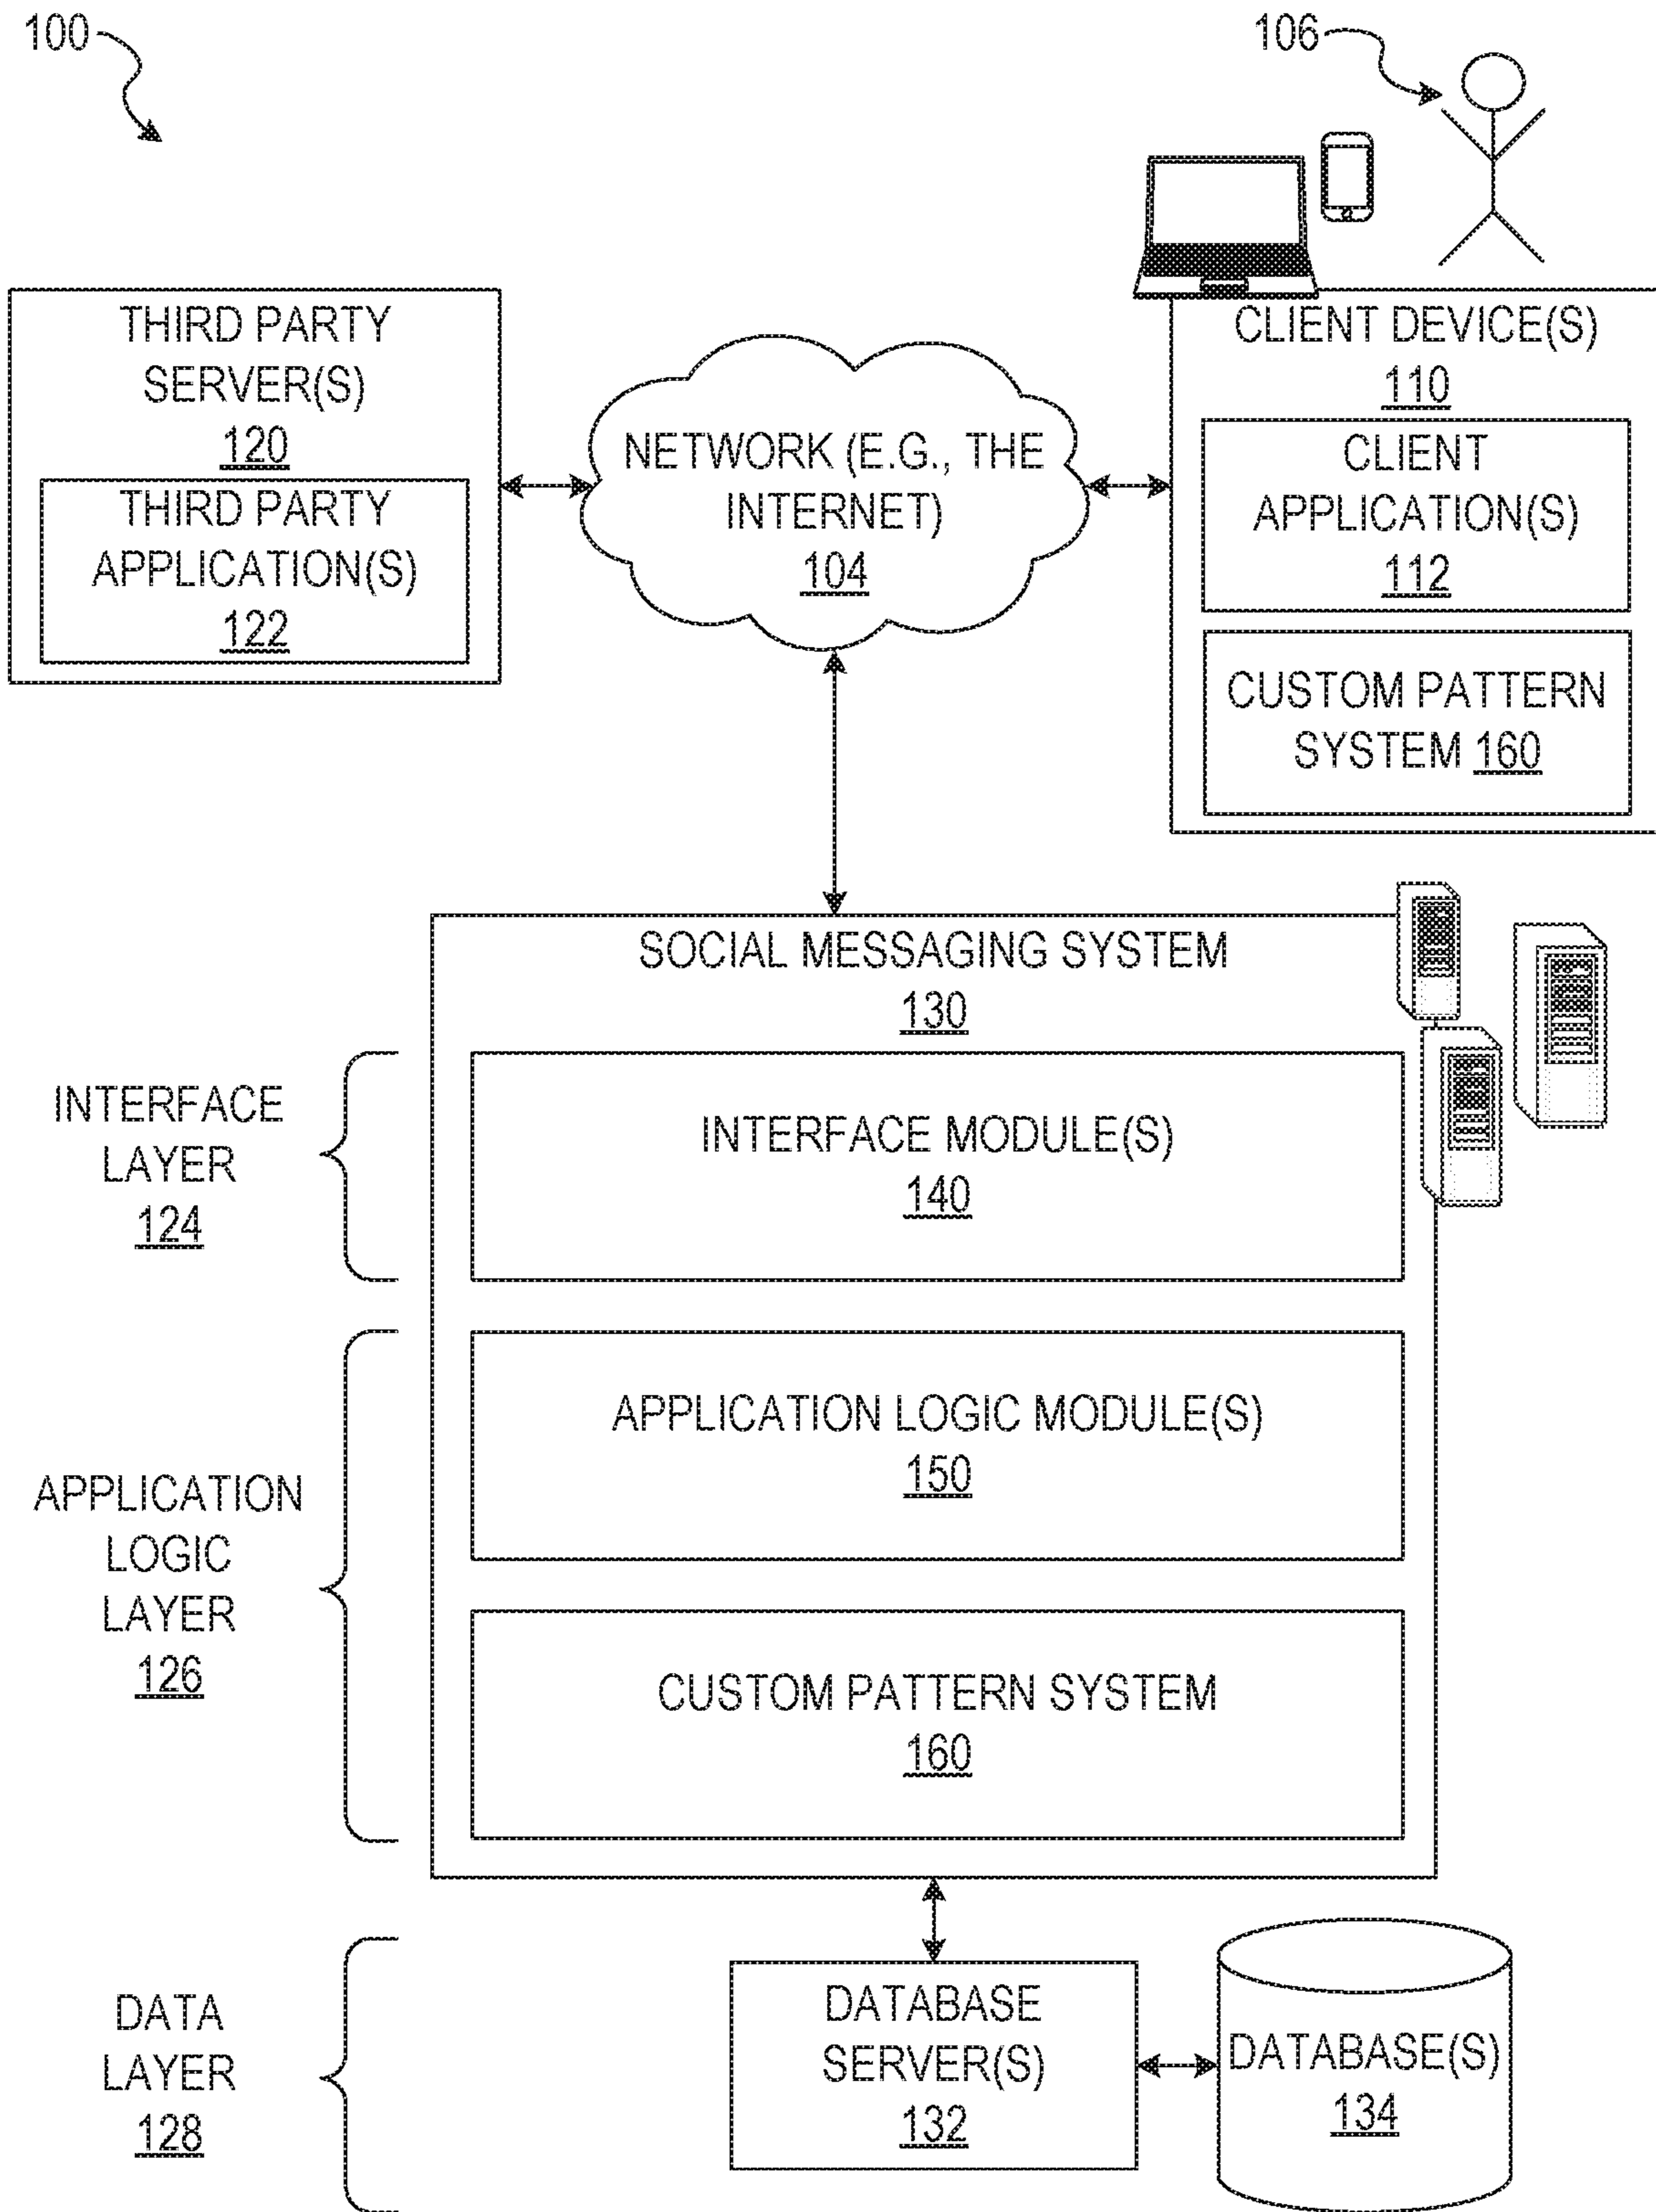 100
106
THIRD PARTY
SERVER(S)
120
THIRD PARTY
APPLICATION(S)
122
NETWORK (E.G., THE
INTERNET)
104
CLIENT DEVICE(S)
110
CLIENT
APPLICATION(S)
112
CUSTOM PATTERN
SYSTEM 160
SOCIAL MESSAGING SYSTEM
130
INTERFACE
LAYER
124
INTERFACE MODULE(S)
140
APPLICATION
LOGIC
LAYER
126
APPLICATION LOGIC MODULE(S)
150
CUSTOM PATTERN SYSTEM
160
DATA
LAYER
128
DATABASE
SERVER(S)
132
DATABASE(S)
134